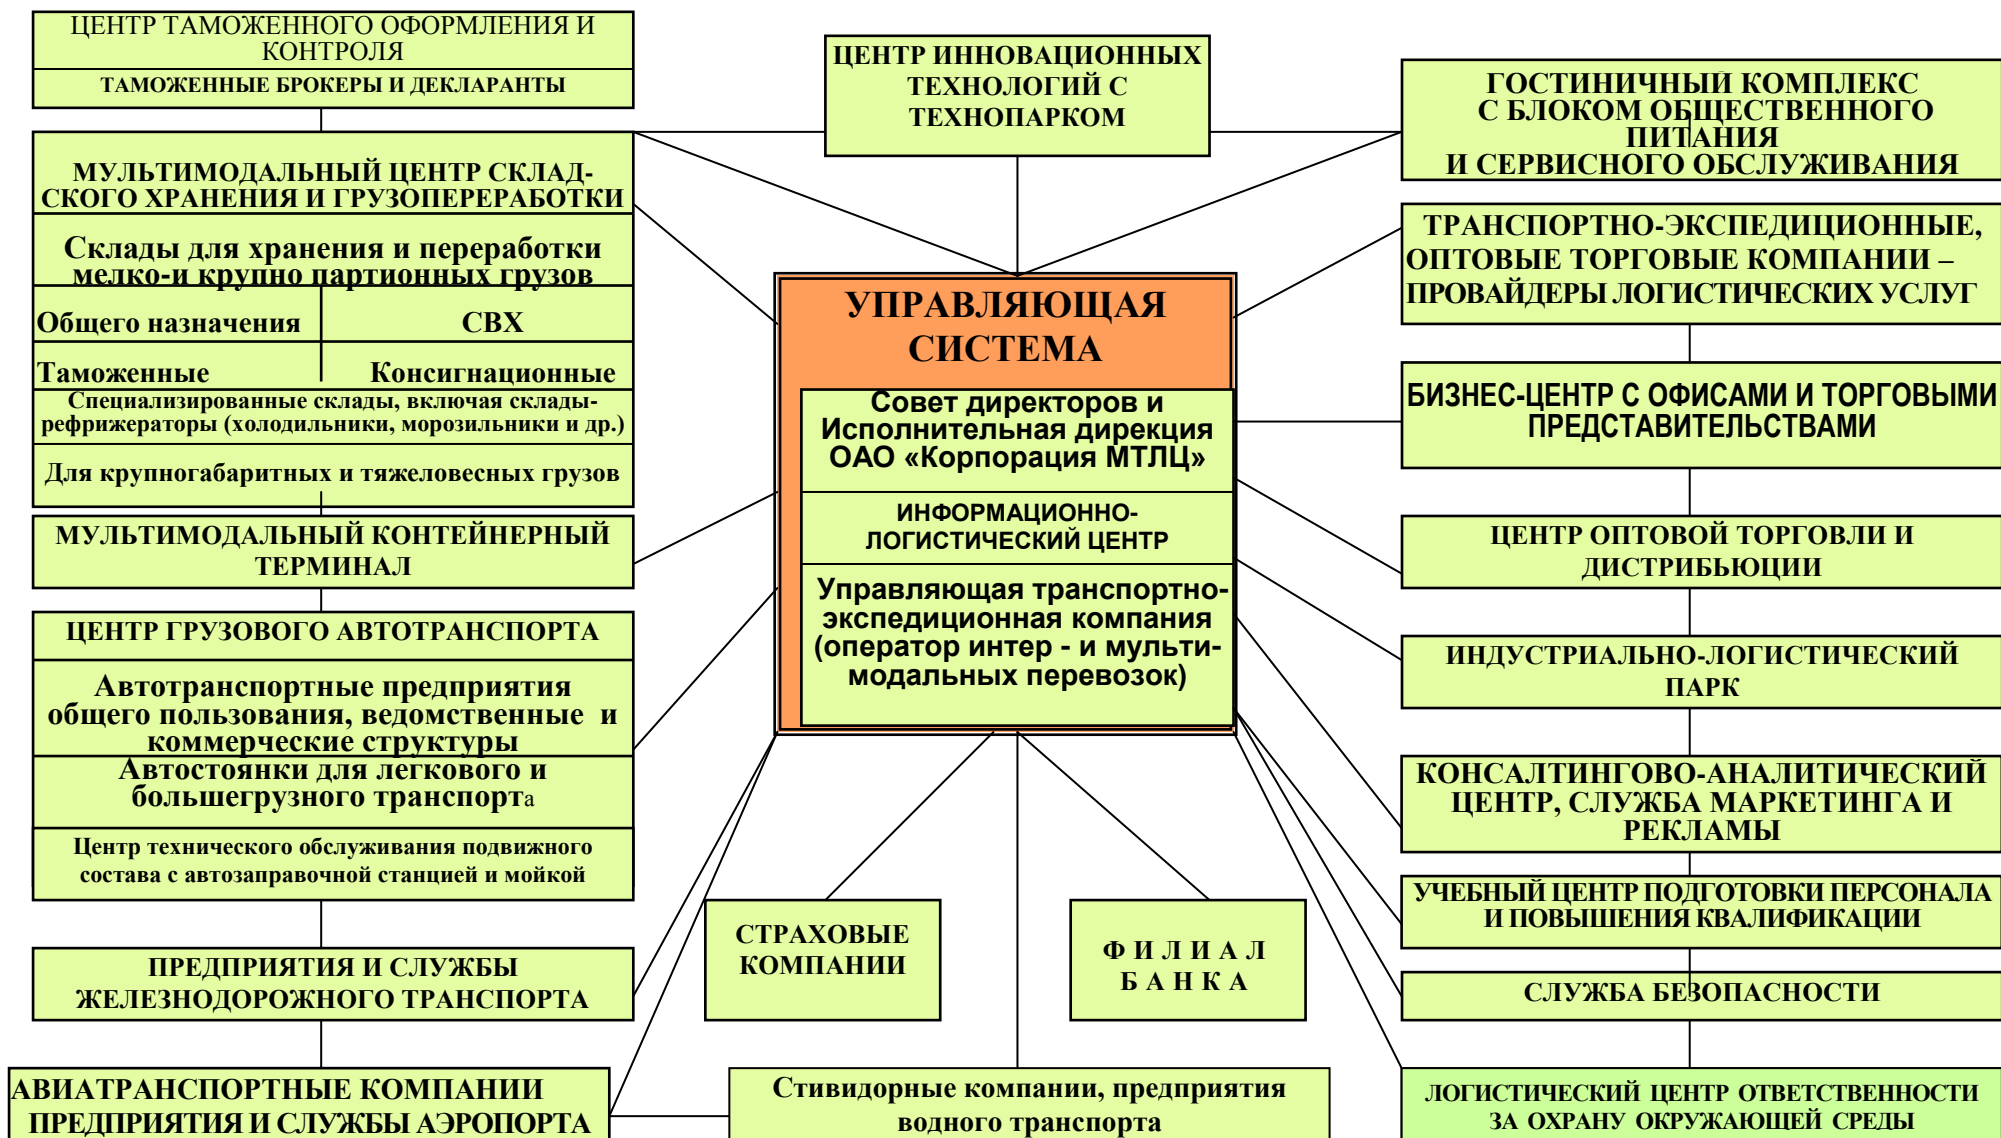 ЦЕНТР ТАМОЖЕННОГО ОФОРМЛЕНИЯ И
КОНТРОЛЯ
ТАМОЖЕННЫЕ БРОКЕРЫ И ДЕКЛАРАНТЫ
МУЛЬТИМОДАЛЬНЫЙ ЦЕНТР СКЛАД-
СКОГО ХРАНЕНИЯ И ГРУЗОПЕРЕРАБОТКИ
Склады для хранения и переработки
мелко-и крупно партионных грузов
Общего назначения
СВХ
Таможенные
Консигнационные
Специализированные склады, включая склады-
рефрижераторы (холодильники, морозильники и др.)
Для крупногабаритных и тяжеловесных грузов
МУЛЬТИМОДАЛЬНЫЙ КОНТЕЙНЕРНЫЙ
ТЕРМИНАЛ
ЦЕНТР ГРУЗОВОГО АВТОТРАНСПОРТА
Автотранспортные предприятия
общего пользования, ведомственные и
коммерческие структуры
Автостоянки для легкового и
большегрузного транспорта
Центр технического обслуживания подвижного
состава с автозаправочной станцией и мойкой
ПРЕДПРИЯТИЯ И СЛУЖБЫ
ЖЕЛЕЗНОДОРОЖНОГО ТРАНСПОРТА
АВИАТРАНСПОРТНЫЕ КОМПАНИИ
ПРЕДПРИЯТИЯ И СЛУЖБЫ АЭРОПОРТА
ЦЕНТР ИННОВАЦИОННЫХ
ТЕХНОЛОГИЙ С
ТЕХНОПАРКОМ
УПРАВЛЯЮЩАЯ
СИСТЕМА
Совет директоров и
Исполнительная дирекция
ОАО «Корпорация МТЛЦ»
ИНФОРМАЦИОННО-
ЛОГИСТИЧЕСКИЙ ЦЕНТР
Управляющая транспортно-
экспедиционная компания
(оператор интер - и мульти-
модальных перевозок)
СТРАХОВЫЕ
КОМПАНИИ
Ф И Л И А Л
Б А Н К А
Стивидорные компании, предприятия
водного транспорта
ГОСТИНИЧНЫЙ КОМПЛЕКС
С БЛОКОМ ОБЩЕСТВЕННОГО
ПИТАНИЯ
И СЕРВИСНОГО ОБСЛУЖИВАНИЯ
ТРАНСПОРТНО-ЭКСПЕДИЦИОННЫЕ,
ОПТОВЫЕ ТОРГОВЫЕ КОМПАНИИ –
ПРОВАЙДЕРЫ ЛОГИСТИЧЕСКИХ УСЛУГ
БИЗНЕС-ЦЕНТР С ОФИСАМИ И ТОРГОВЫМИ
ПРЕДСТАВИТЕЛЬСТВАМИ
ЦЕНТР ОПТОВОЙ ТОРГОВЛИ И
ДИСТРИБЬЮЦИИ
ИНДУСТРИАЛЬНО-ЛОГИСТИЧЕСКИЙ
ПАРК
КОНСАЛТИНГОВО-АНАЛИТИЧЕСКИЙ
ЦЕНТР, СЛУЖБА МАРКЕТИНГА И
РЕКЛАМЫ
УЧЕБНЫЙ ЦЕНТР ПОДГОТОВКИ ПЕРСОНАЛА
И ПОВЫШЕНИЯ КВАЛИФИКАЦИИ
СЛУЖБА БЕЗОПАСНОСТИ
ЛОГИСТИЧЕСКИЙ ЦЕНТР ОТВЕТСТВЕННОСТИ
ЗА ОХРАНУ ОКРУЖАЮЩЕЙ СРЕДЫ